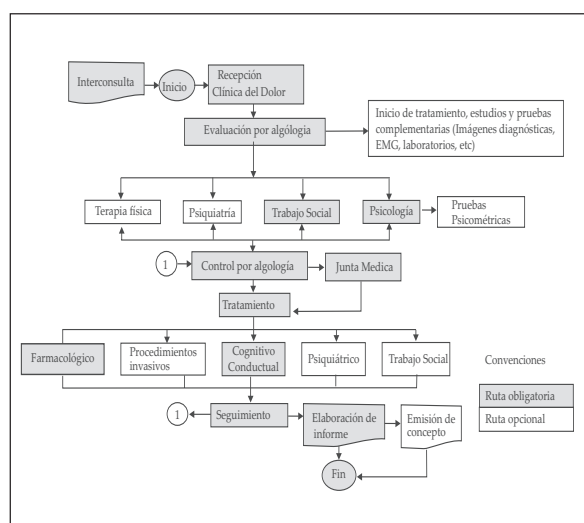 Interconsulta
Inicio
Recepción
Clínica del Dolor
Evaluación por algólogia
Inicio de tratamiento, estudios y pruebas
complementarias (Imágenes diagnósticas,
EMG, laboratorios, etc)
Terapia física
Psiquiatría
Trabajo Social
Psicología
Pruebas
Psicométricas
1
Control por algología
Junta Medica
Tratamiento
Farmacológico
Procedimientos
invasivos
Cognitivo
Conductual
Psiquiátrico
Trabajo Social
Convenciones
Ruta obligatoria
Ruta opcional
1
Seguimiento
Elaboración de
informe
Emisión de
concepto
Fin